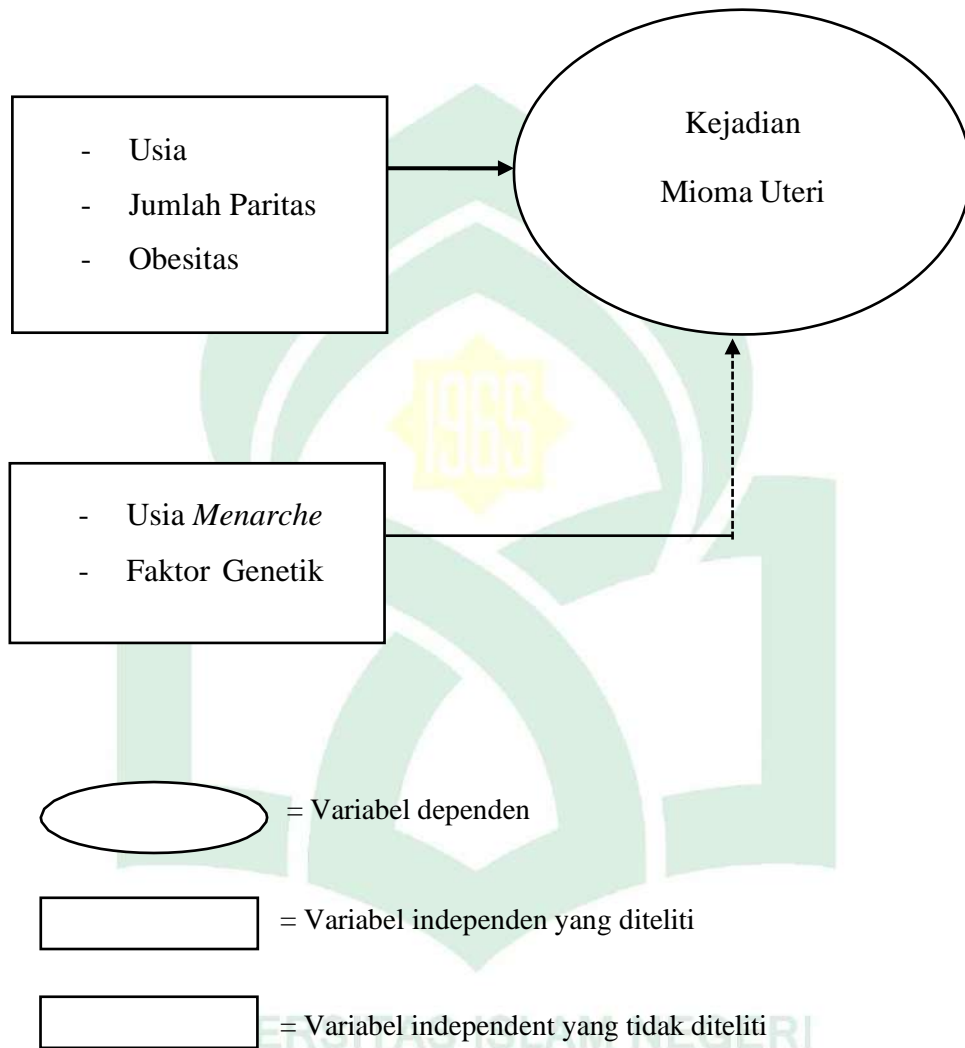 Kejadian
Mioma Uteri
- Usia
- Jumlah Paritas
- Obesitas
1965
- Usia Menarche
- Faktor Genetik
= Variabel dependen
= Variabel independen yang diteliti
= Variabel independent yang tidak diteliti
ERSITAS ISLAM NEGERI